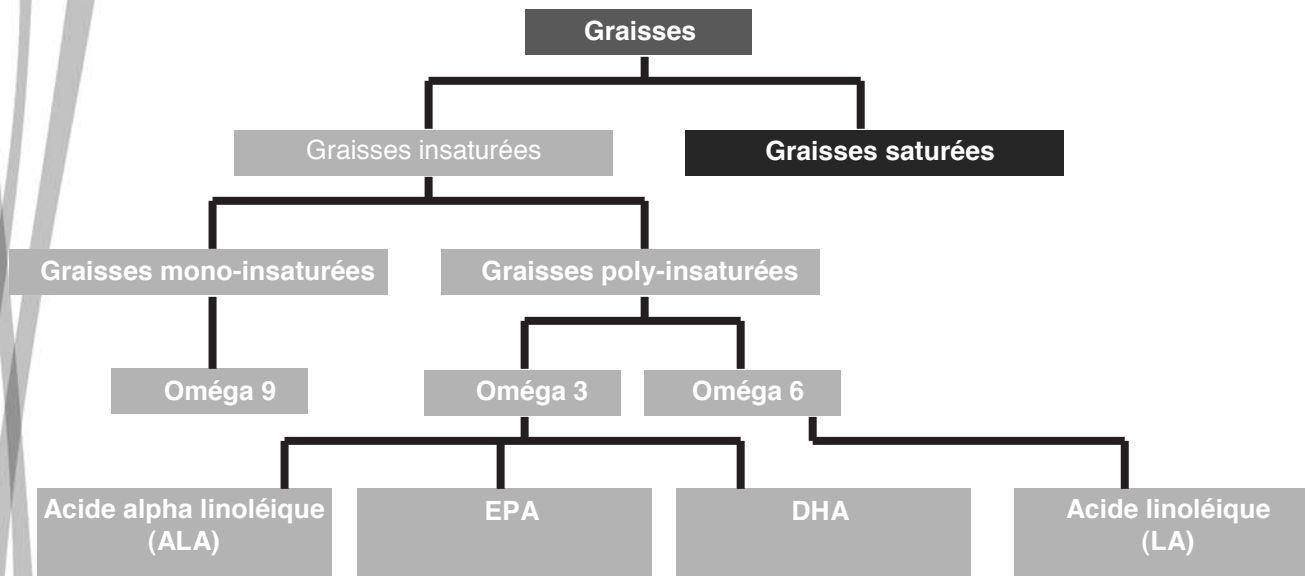 Graisses
Graisses insaturées
Graisses saturées
Graisses mono-insaturées
Graisses poly-insaturées
Oméga 9
Oméga 3
Oméga 6
Acide alpha linoléique
(ALA)
EPA
DHA
Acide linoléique
(LA)